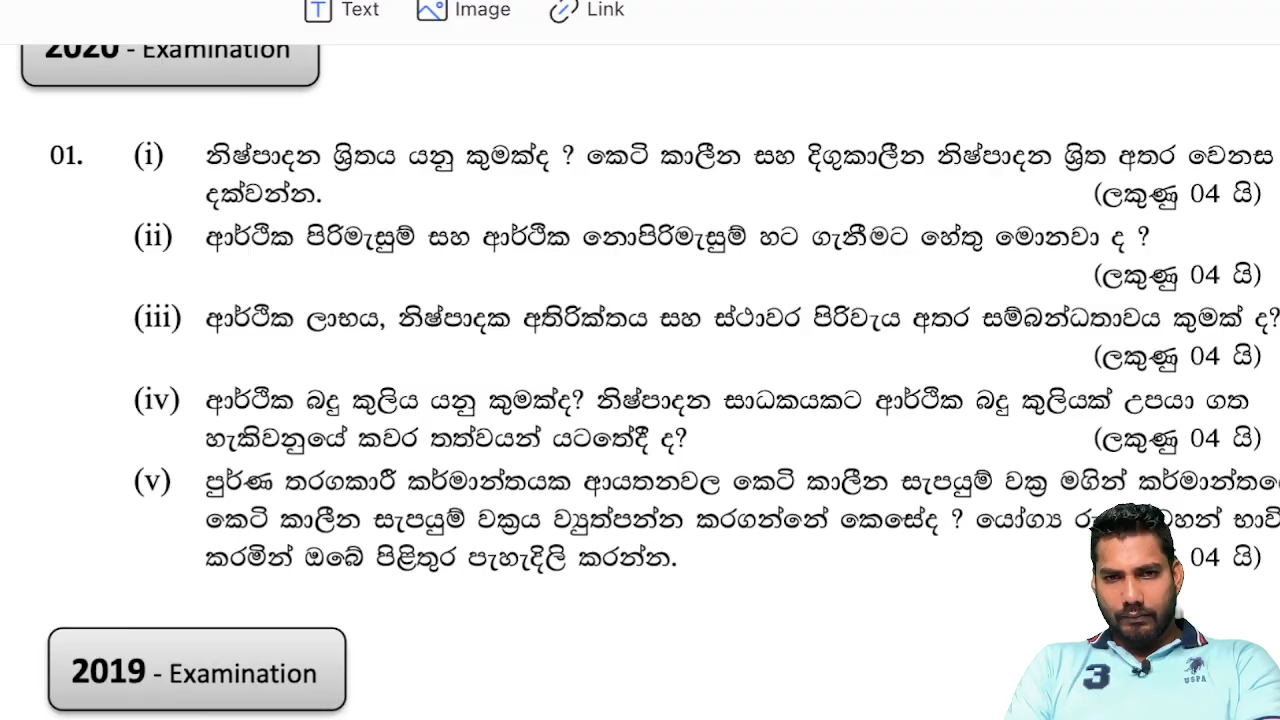 Text Image Link
2020 - Examination
01. (i) නිෂ්පාදන ශ්‍රිතය යනු කුමක්ද ? කෙටි කාලීන සහ දිගුකාලීන නිෂ්පාදන ශ්‍රිත අතර වෙනස
දක්වන්න. (ලකුණු 04 යි)
(ii) ආර්ථික පිරිමැසුම් සහ ආර්ථික නොපිරිමැසුම් හට ගැනීමට හේතු මොනවා ද ?
(ලකුණු 04 යි)
(iii) ආර්ථික ලාභය, නිෂ්පාදක අතිරික්තය සහ ස්ථාවර පිරිවැය අතර සම්බන්ධතාවය කුමක් ද?
(ලකුණු 04 යි)
(iv) ආර්ථික බදු කුලිය යනු කුමක්ද? නිෂ්පාදන සාධකයකට ආර්ථික බදු කුලියක් උපයා ගත
හැකිවනුයේ කවර තත්වයන් යටතේදී ද? (ලකුණු 04 යි)
(v) පුර්ණ තරගකාරී කර්මාන්තයක ආයතනවල කෙටි කාලීන සැපයුම් වක්‍ර මගින්
කෙටි කාලීන සැපයුම් වක්‍රය ව්‍යුත්පන්න කරගන්නේ කෙසේද ? යෝග්‍ය
කරමින් ඔබේ පිළිතුර පැහැදිලි කරන්න. 04 යි)
3
USPA
2019 - Examination